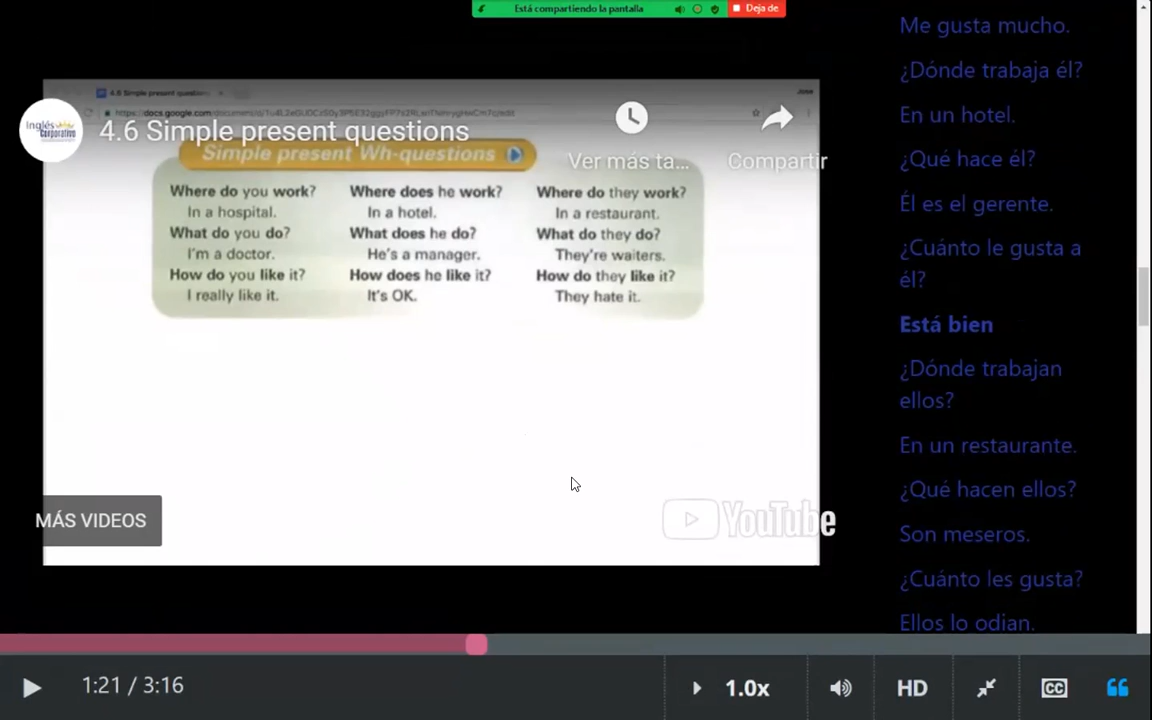 Está compartiendo la pantalla
Deja de
4.6 Simple present questions
Inglés
Corporativo
Ver más ta...
Compartir
Simple present Wh-questions
Where do you work?
In a hospital.
What do you do?
I'm a doctor.
How do you like it?
I really like it.
Where does he work?
In a hotel.
What does he do?
He's a manager.
How does he like it?
It's OK.
Where do they work?
In a restaurant.
What do they do?
They're waiters.
How do they like it?
They hate it.
MÁS VIDEOS
YouTube
Me gusta mucho.
¿Dónde trabaja él?
En un hotel.
¿Qué hace él?
Él es el gerente.
¿Cuánto le gusta a
él?
Está bien
¿Dónde trabajan
ellos?
En un restaurante.
¿Qué hacen ellos?
Son meseros.
¿Cuánto les gusta?
Ellos lo odian.
1:21 / 3:16
1.0x
HD
CC